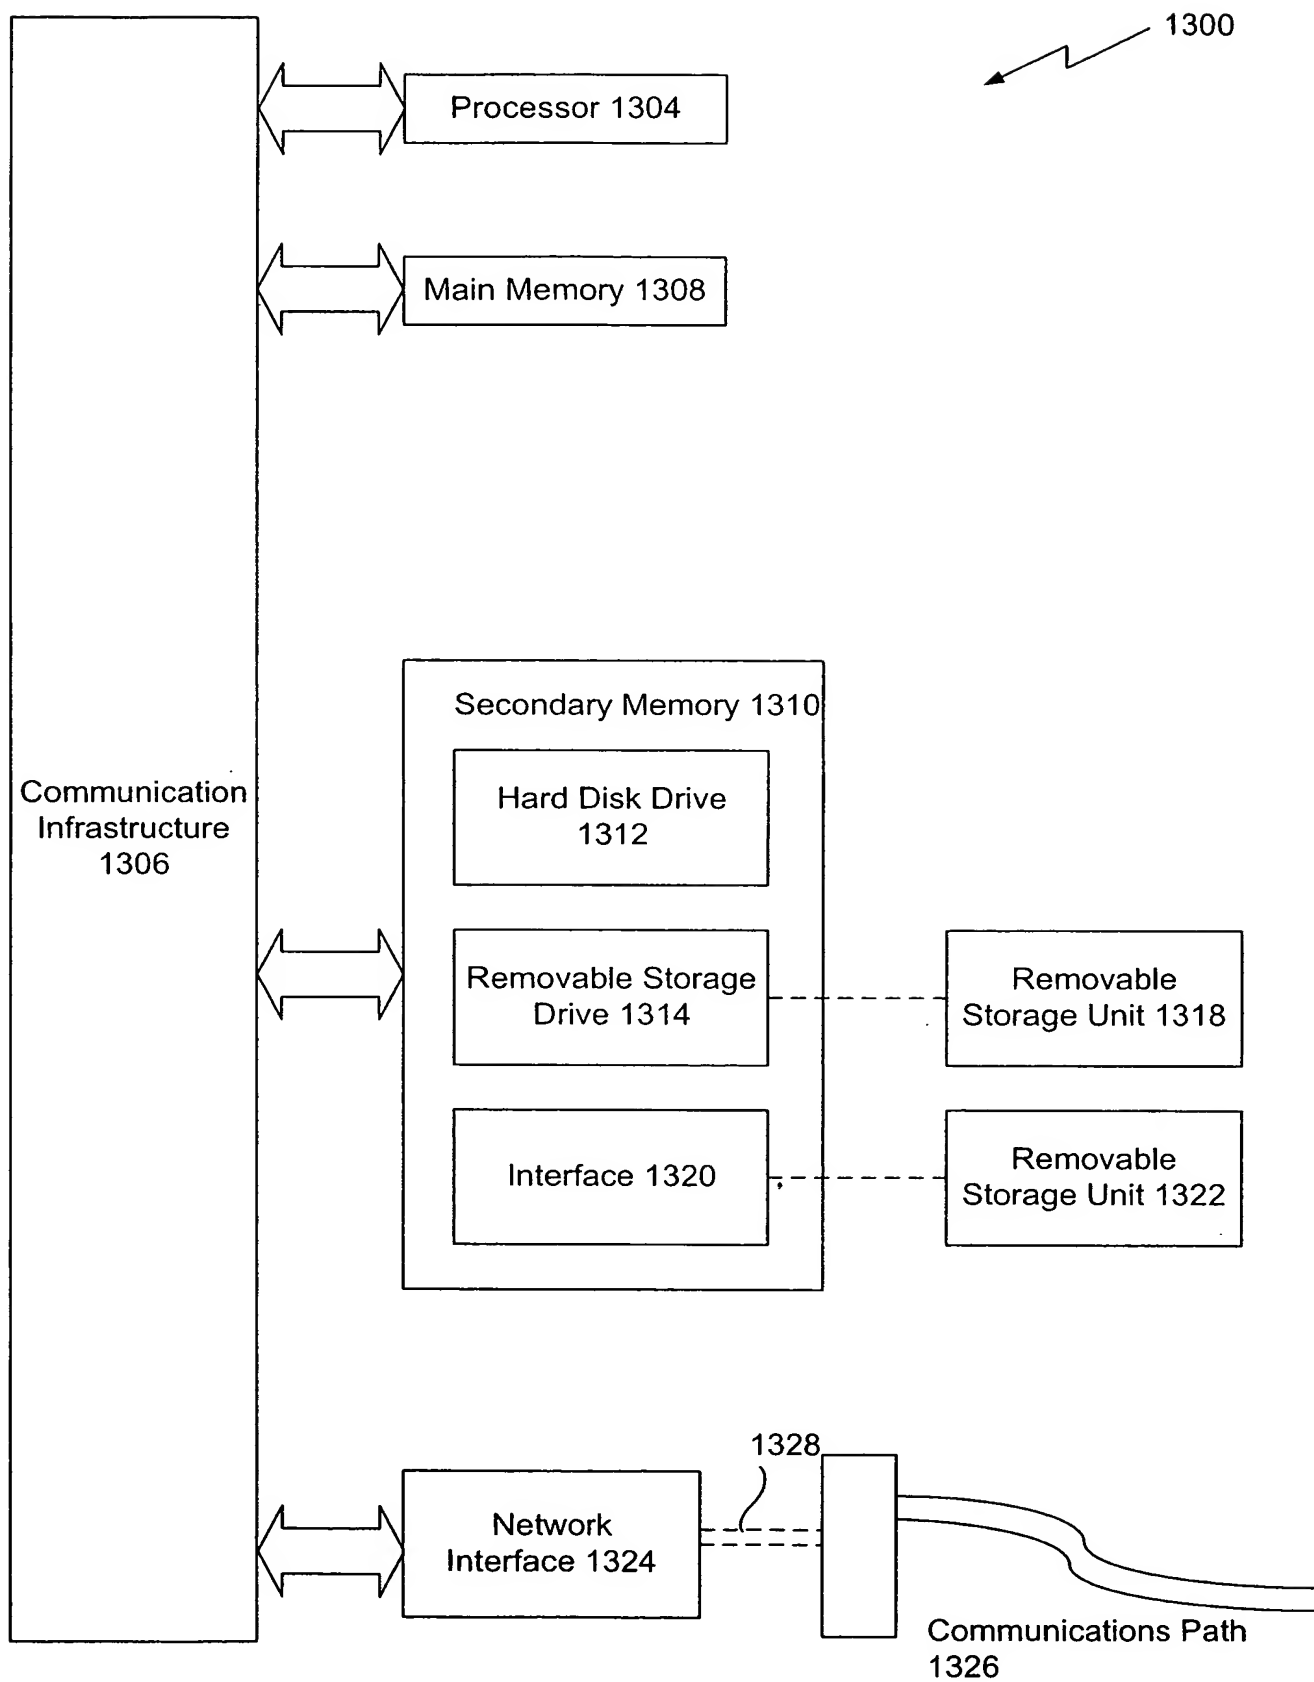 1300
Processor 1304
Main Memory 1308
Secondary Memory 1310
Hard Disk Drive
1312
Communication
Infrastructure
1306
Removable Storage
Drive 1314
Removable
Storage Unit 1318
Interface 1320
Removable
Storage Unit 1322
1328
Network
Interface 1324
Communications Path
1326